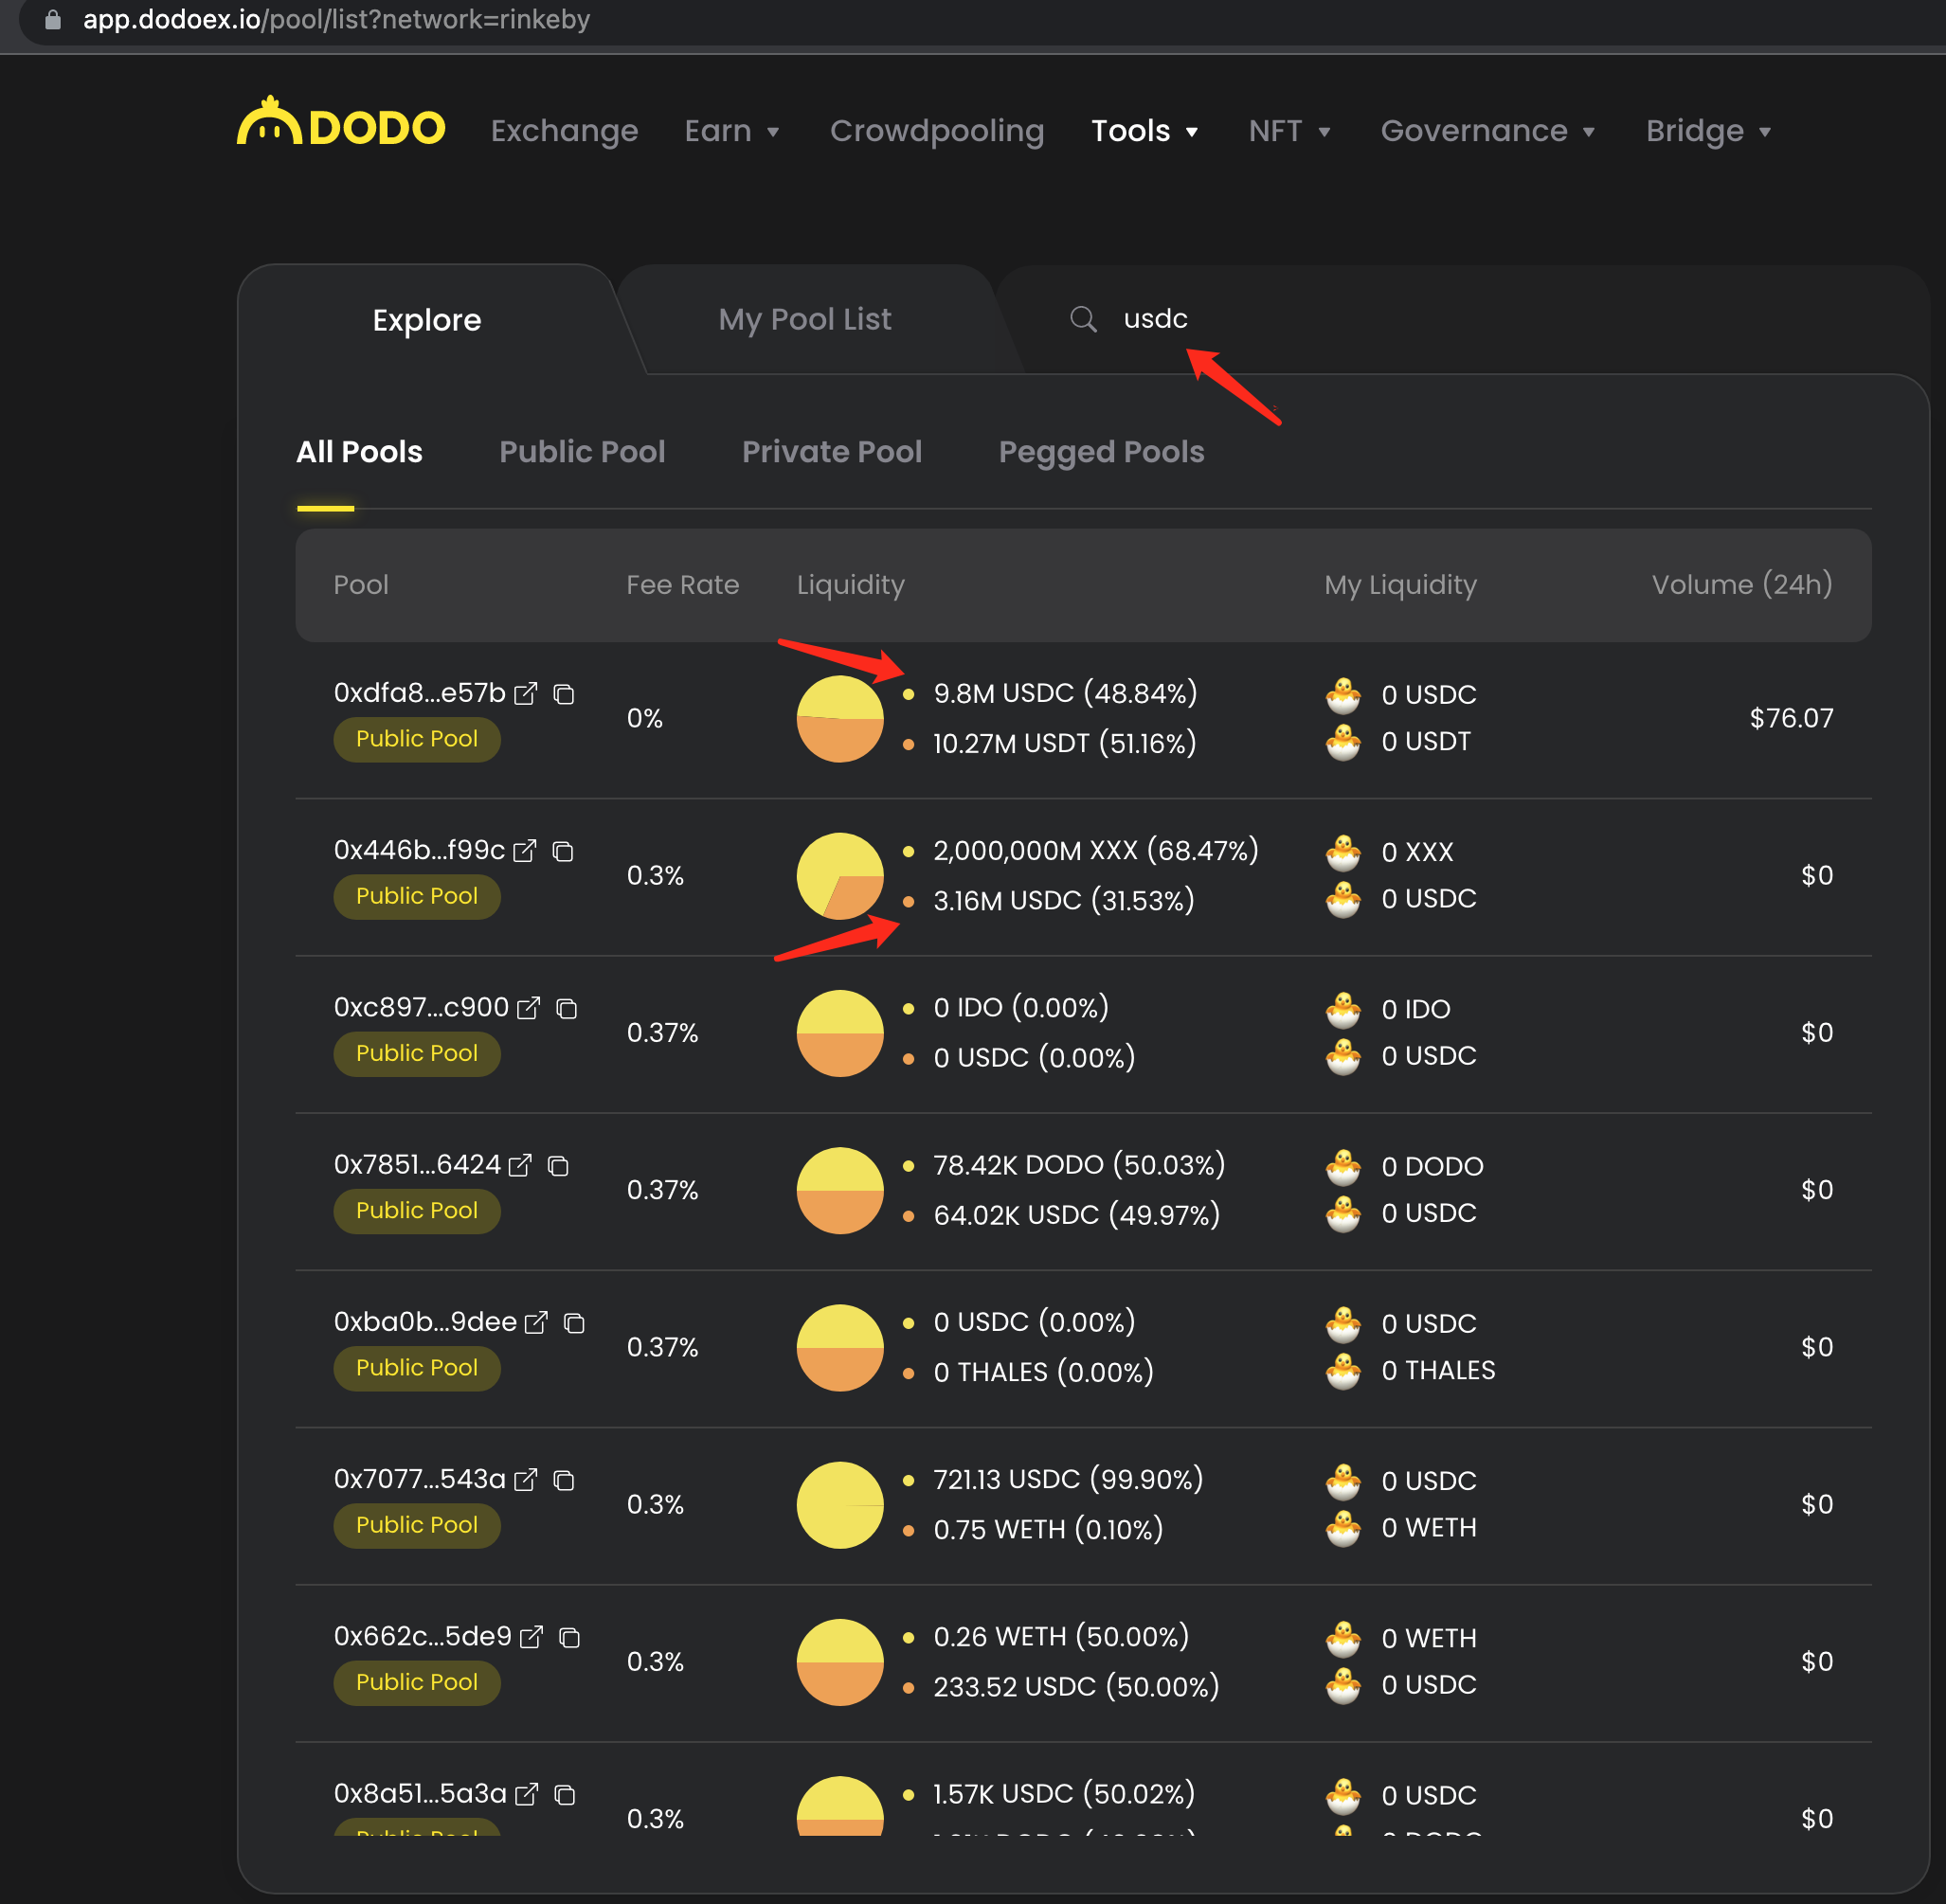 app.dodoex.io/pool/list?network=rinkeby
DODO Exchange Earn Crowdpooling Tools NFT Governance Bridge
Explore My Pool List usdc
All Pools Public Pool Private Pool Pegged Pools
Pool Fee Rate Liquidity My Liquidity Volume (24h)
0xdfa8...e57b 9.8M USDC (48.84%) 0 USDC
0% $76.07
Public Pool 10.27M USDT (51.16%) 0 USDT
0x446b...f99c 2,000,000M XXX (68.47%) 0 XXX
0.3% $0
Public Pool 3.16M USDC (31.53%) 0 USDC
0xc897...c900 0 IDO (0.00%) 0 IDO
0.37% $0
Public Pool 0 USDC (0.00%) 0 USDC
0x7851...6424 78.42K DODO (50.03%) 0 DODO
0.37% $0
Public Pool 64.02K USDC (49.97%) 0 USDC
0xba0b...9dee 0 USDC (0.00%) 0 USDC
0.37% $0
Public Pool 0 THALES (0.00%) 0 THALES
0x7077...543a 721.13 USDC (99.90%) 0 USDC
0.3% $0
Public Pool 0.75 WETH (0.10%) 0 WETH
0x662c...5de9 0.26 WETH (50.00%) 0 WETH
0.3% $0
Public Pool 233.52 USDC (50.00%) 0 USDC
0x8a51...5a3a 1.57K USDC (50.02%) 0 USDC
0.3% $0